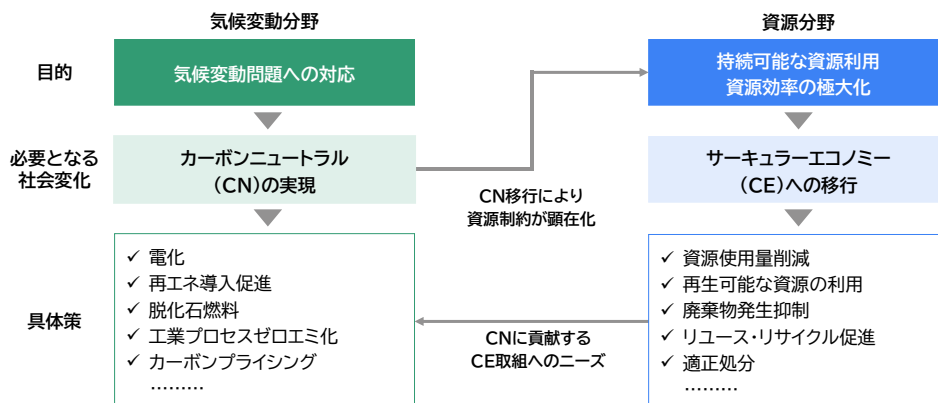 気候変動分野
資源分野
目的
気候変動問題への対応
持続可能な資源利用
資源効率の極大化
必要となる
社会変化
カーボンニュートラル
（CN）の実現
サーキュラーエコノミー
（CE）への移行
CN移行により
資源制約が顕在化
具体策
✓ 電化
✓ 再エネ導入促進
✓ 脱化石燃料
✓ 工業プロセスゼロエミ化
✓ カーボンプライシング
………
CNに貢献する
CE取組へのニーズ
✓ 資源使用量削減
✓ 再生可能な資源の利用
✓ 廃棄物発生抑制
✓ リユース・リサイクル促進
✓ 適正処分
………